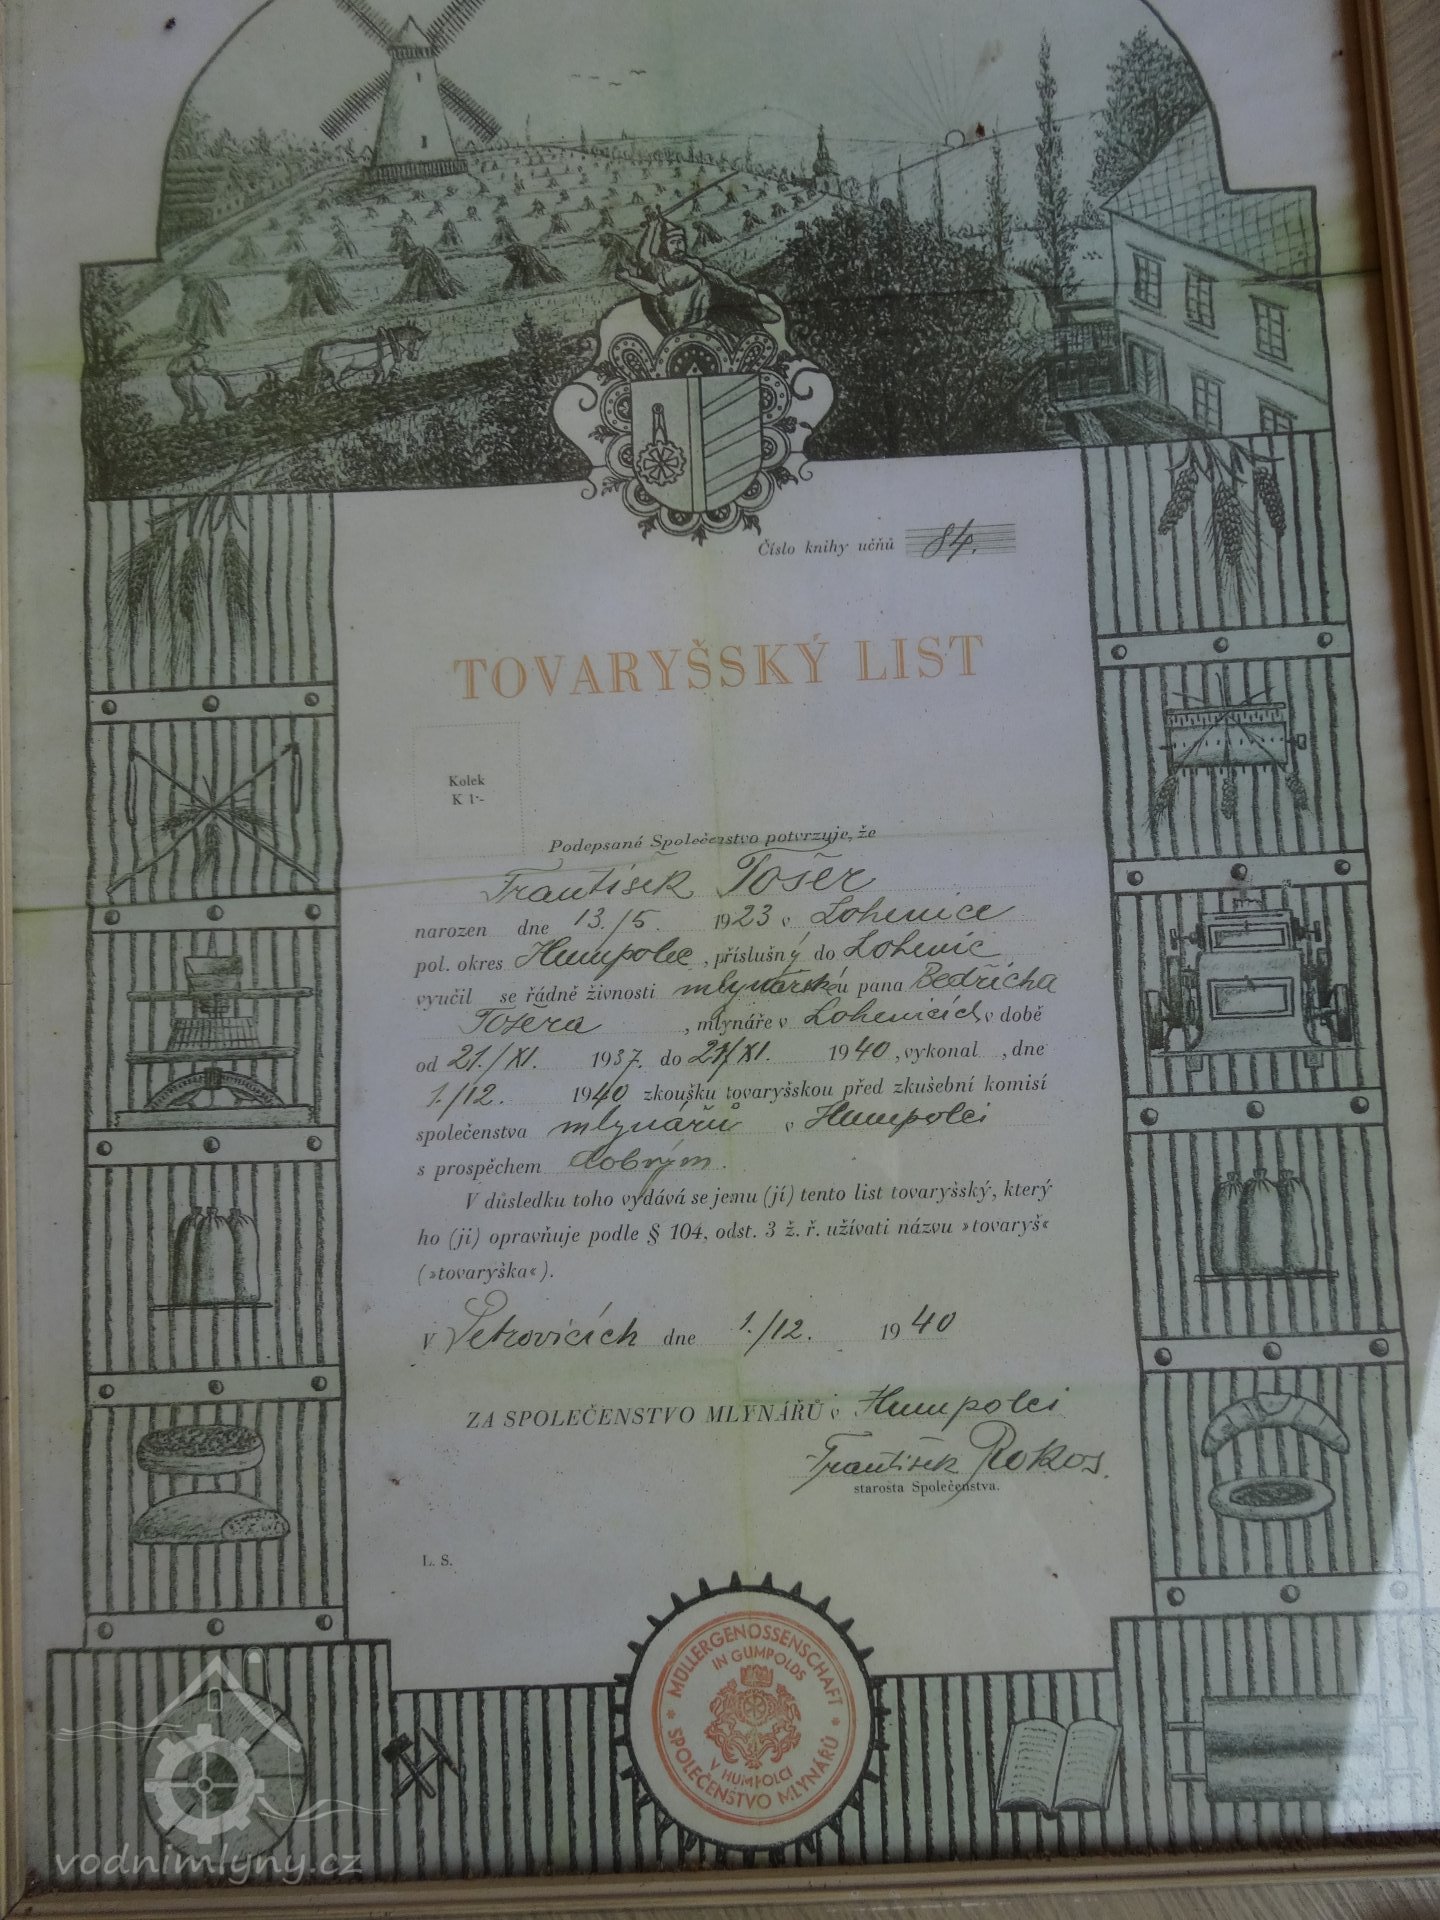 Číslo knihy učňů 84.
TOVARYŠSKÝ LIST
Kolek
K 1·-
Podepsané Společenstvo potvrzuje, že
František Tošer
narozen dne 13./5. 1923 v Lohenice
pol. okres Humpolec, příslušný do Lohenic
vyučil se řádně živnosti mlynářskou pana Bedřicha
Tošera, mlynáře v Lohenicích v době
od 21./XI. 1937. do 21./XI. 1940, vykonal , dne
1./12. 1940 zkoušku tovaryšskou před zkušební komisí
společenstva mlynářů v Humpolci
s prospěchem dobrým.
V důsledku toho vydává se jemu (jí) tento list tovaryšský, který
ho (ji) opravňuje podle § 104, odst. 3 ž. ř. užívati názvu »tovaryš«
(»tovaryška«).
V Petrovicích dne 1./12. 1940
ZA SPOLEČENSTVO MLYNÁŘŮ v Humpolci
František Rokos.
starosta Společenstva.
L. S.
* MÜLLERGENOSSENSCHAFT *
IN GUMPOLDS
V HUMPOLCI
SPOLEČENSTVO MLYNÁŘŮ
vodnimlyny.cz